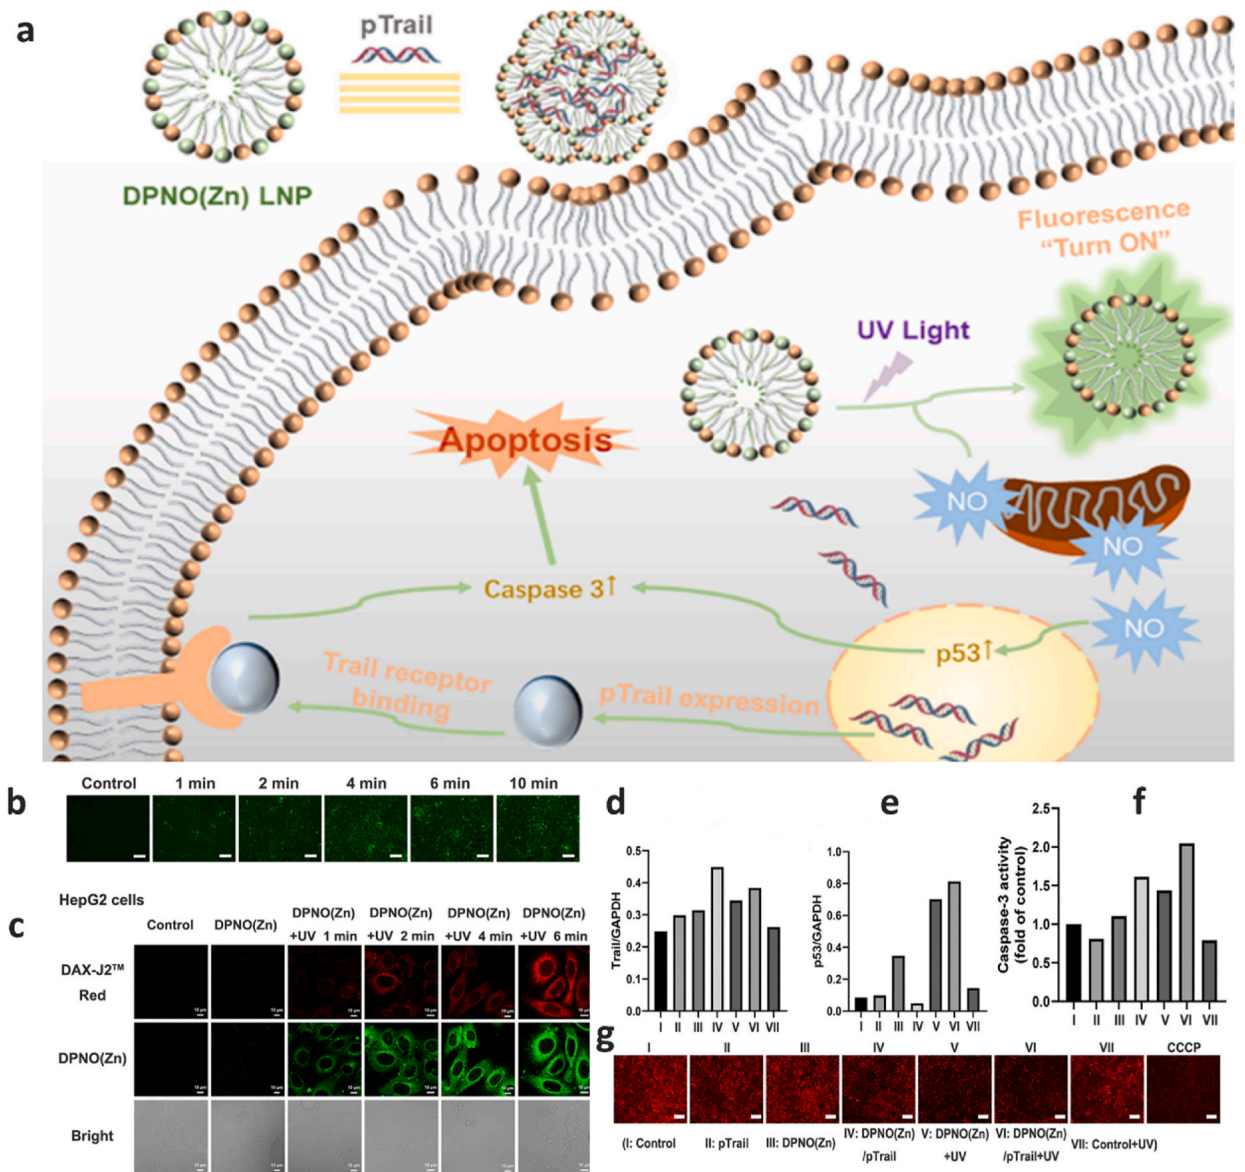 a
pTrail
DPNO(Zn) LNP
Fluorescence
“Turn ON”
UV Light
Apoptosis
NO
NO
Caspase 3↑
NO
p53↑
Trail receptor
binding
pTrail expression
b
Control 1 min 2 min 4 min 6 min 10 min
HepG2 cells
c
Control DPNO(Zn) DPNO(Zn) DPNO(Zn) DPNO(Zn) DPNO(Zn)
+UV 1 min +UV 2 min +UV 4 min +UV 6 min
DAX-J2™
Red
DPNO(Zn)
Bright
10 μm
d
Trail/GAPDH
0.5
0.4
0.3
0.2
0.1
0.0
I II III IV V VI VII
e
p53/GAPDH
1.0
0.8
0.6
0.4
0.2
0.0
I II III IV V VI VII
f
Caspase-3 activity
(fold of control)
2.5
2.0
1.5
1.0
0.5
0.0
I II III IV V VI VII
g
I II III IV V VI VII CCCP
(I: Control II: pTrail III: DPNO(Zn) IV: DPNO(Zn) V: DPNO(Zn) VI: DPNO(Zn) VII: Control+UV)
/pTrail +UV /pTrail+UV